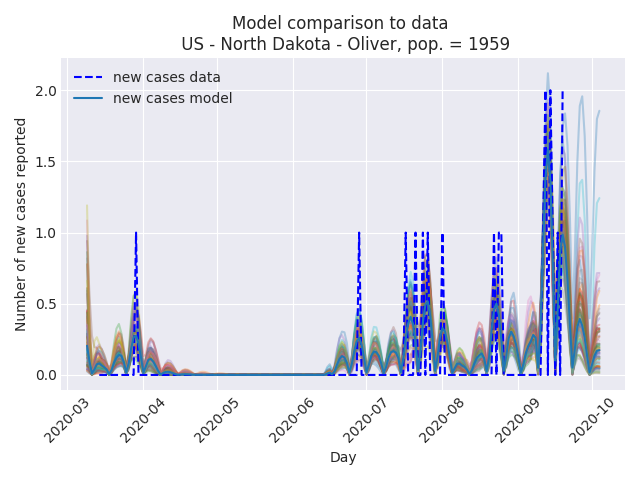 Model comparison to data
US - North Dakota - Oliver, pop. = 1959
new cases data
new cases model
Number of new cases reported
2.0
1.5
1.0
0.5
0.0
2020-03
2020-04
2020-05
2020-06
2020-07
2020-08
2020-09
2020-10
Day